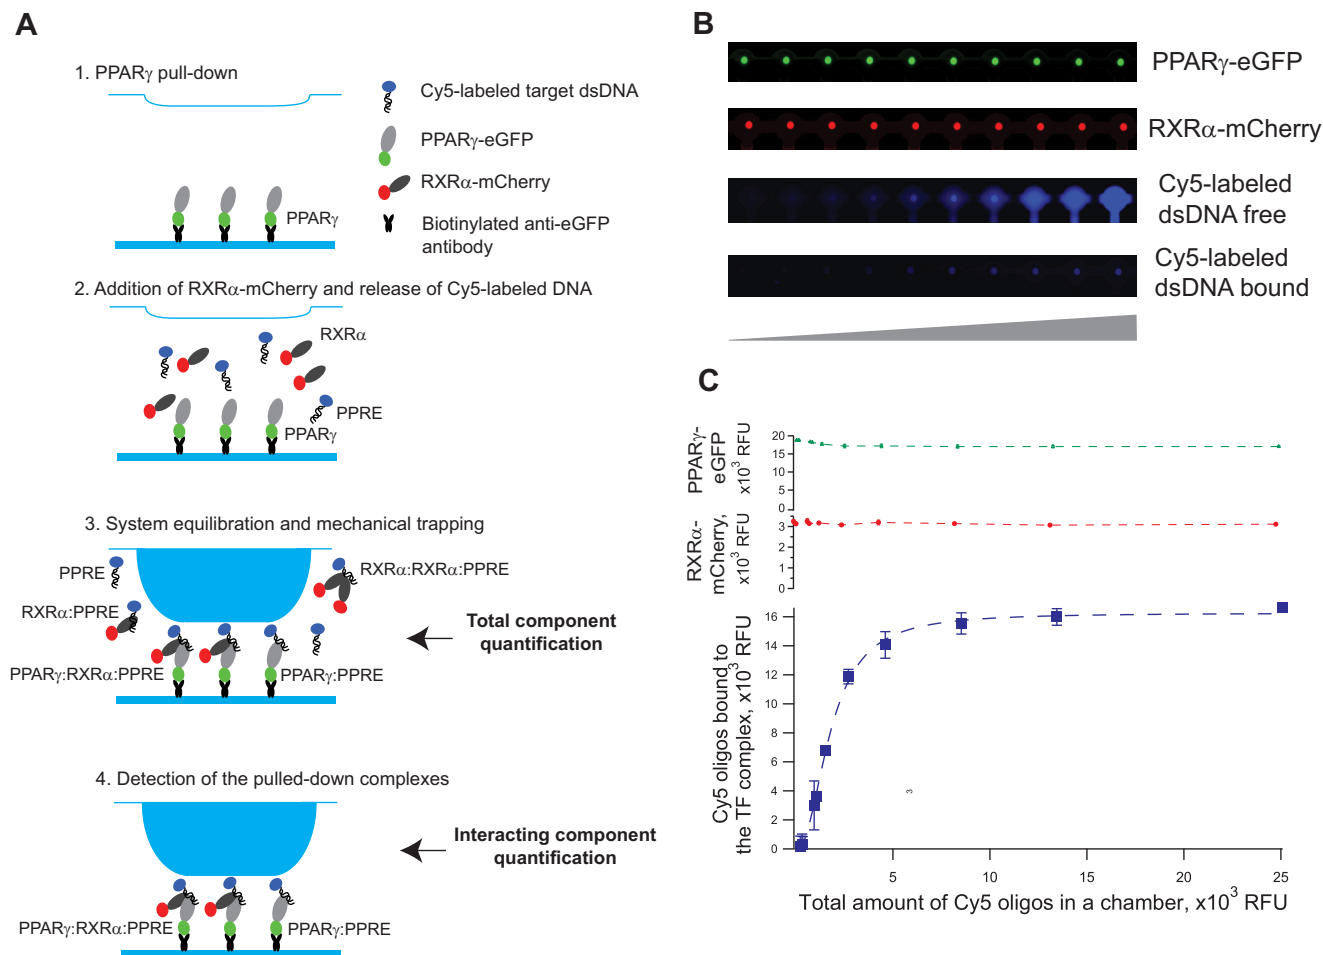 A
1. PPARγ pull-down
Cy5-labeled target dsDNA
PPARγ-eGFP
RXRα-mCherry
Biotinylated anti-eGFP
antibody
PPARγ
2. Addition of RXRα-mCherry and release of Cy5-labeled DNA
RXRα
PPRE
PPARγ
3. System equilibration and mechanical trapping
PPRE
RXRα:RXRα:PPRE
RXRα:PPRE
Total component
quantification
PPARγ:RXRα:PPRE
PPARγ:PPRE
4. Detection of the pulled-down complexes
Interacting component
quantification
PPARγ:RXRα:PPRE
PPARγ:PPRE
B
PPARγ-eGFP
RXRα-mCherry
Cy5-labeled
dsDNA free
Cy5-labeled
dsDNA bound
C
PPARγ-
eGFP
x10³ RFU
20
15
10
5
0
RXRα-
mCherry,
x10³ RFU
3
2
1
0
Cy5 oligos bound to
the TF complex, x10³ RFU
16
14
12
10
8
6
4
2
0
3
5
10
15
20
25
Total amount of Cy5 oligos in a chamber, x10³ RFU